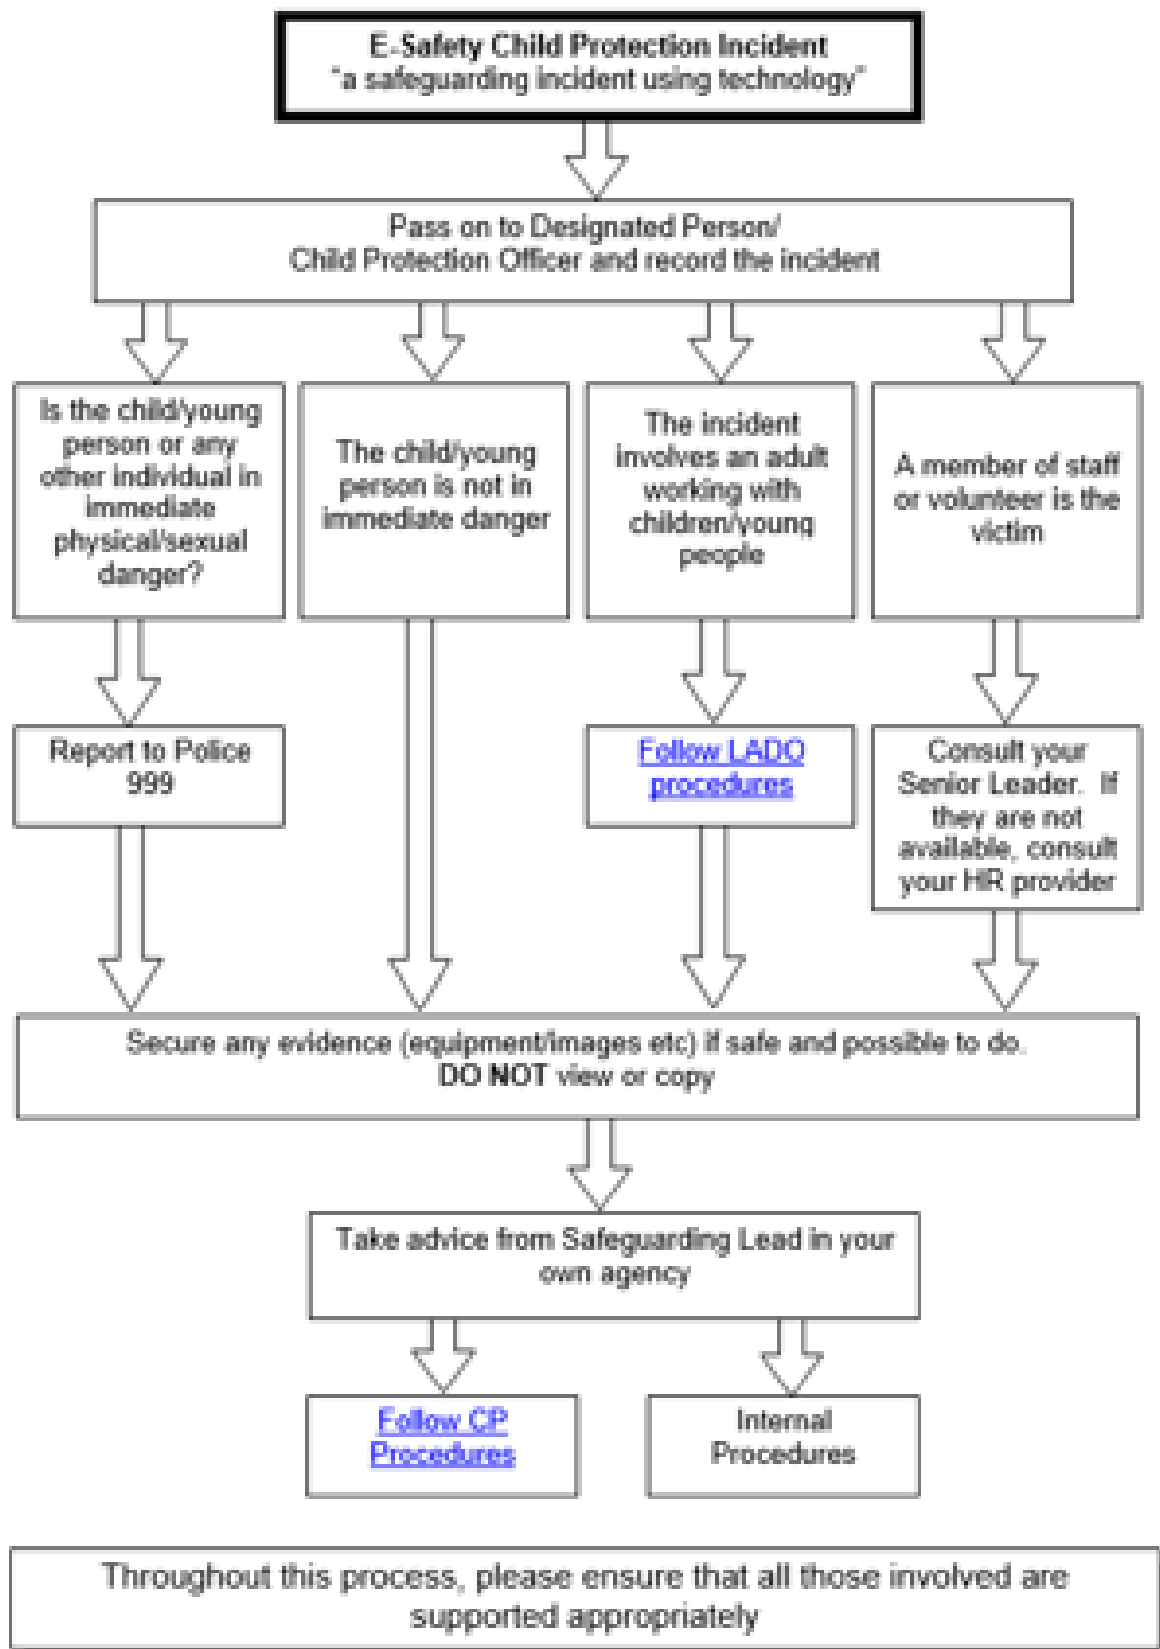 E-Safety Child Protection Incident
"a safeguarding incident using technology"
Pass on to Designated Person/
Child Protection Officer and record the incident
Is the child/young
person or any
other individual in
immediate
physical/sexual
danger?
The child/young
person is not in
immediate danger
The incident
involves an adult
working with
children/young
people
A member of staff
or volunteer is the
victim
Report to Police
999
Follow LADO
procedures
Consult your
Senior Leader. If
they are not
available, consult
your HR provider
Secure any evidence (equipment/images etc) if safe and possible to do.
DO NOT view or copy
Take advice from Safeguarding Lead in your
own agency
Follow CP
Procedures
Internal
Procedures
Throughout this process, please ensure that all those involved are
supported appropriately